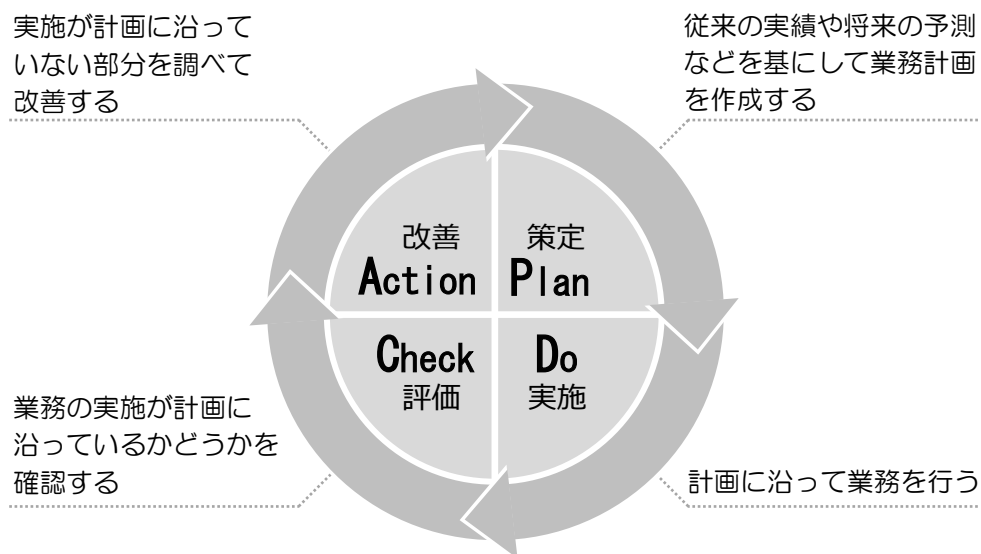 実施が計画に沿って
いない部分を調べて
改善する
従来の実績や将来の予測
などを基にして業務計画
を作成する
改善
Action
策定
Plan
Check
評価
Do
実施
業務の実施が計画に
沿っているかどうかを
確認する
計画に沿って業務を行う